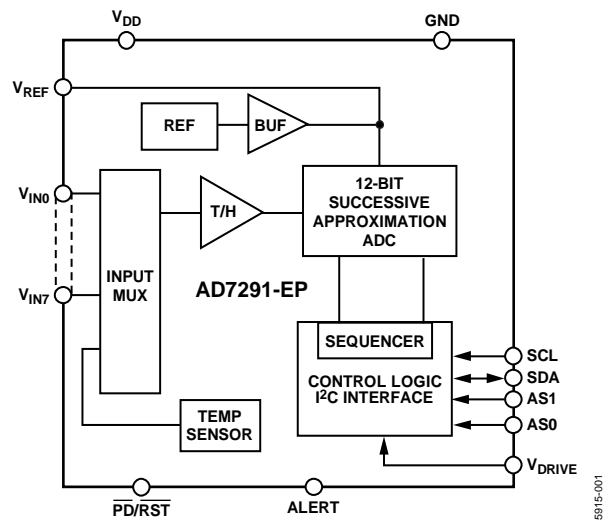 VDD
GND
VREF
REF
BUF
VIN0
T/H
12-BIT
SUCCESSIVE
APPROXIMATION
ADC
INPUT
MUX
AD7291-EP
VIN7
SEQUENCER
CONTROL LOGIC
I²C INTERFACE
SCL
SDA
AS1
AS0
TEMP
SENSOR
VDRIVE
PD/RST
ALERT
5915-001